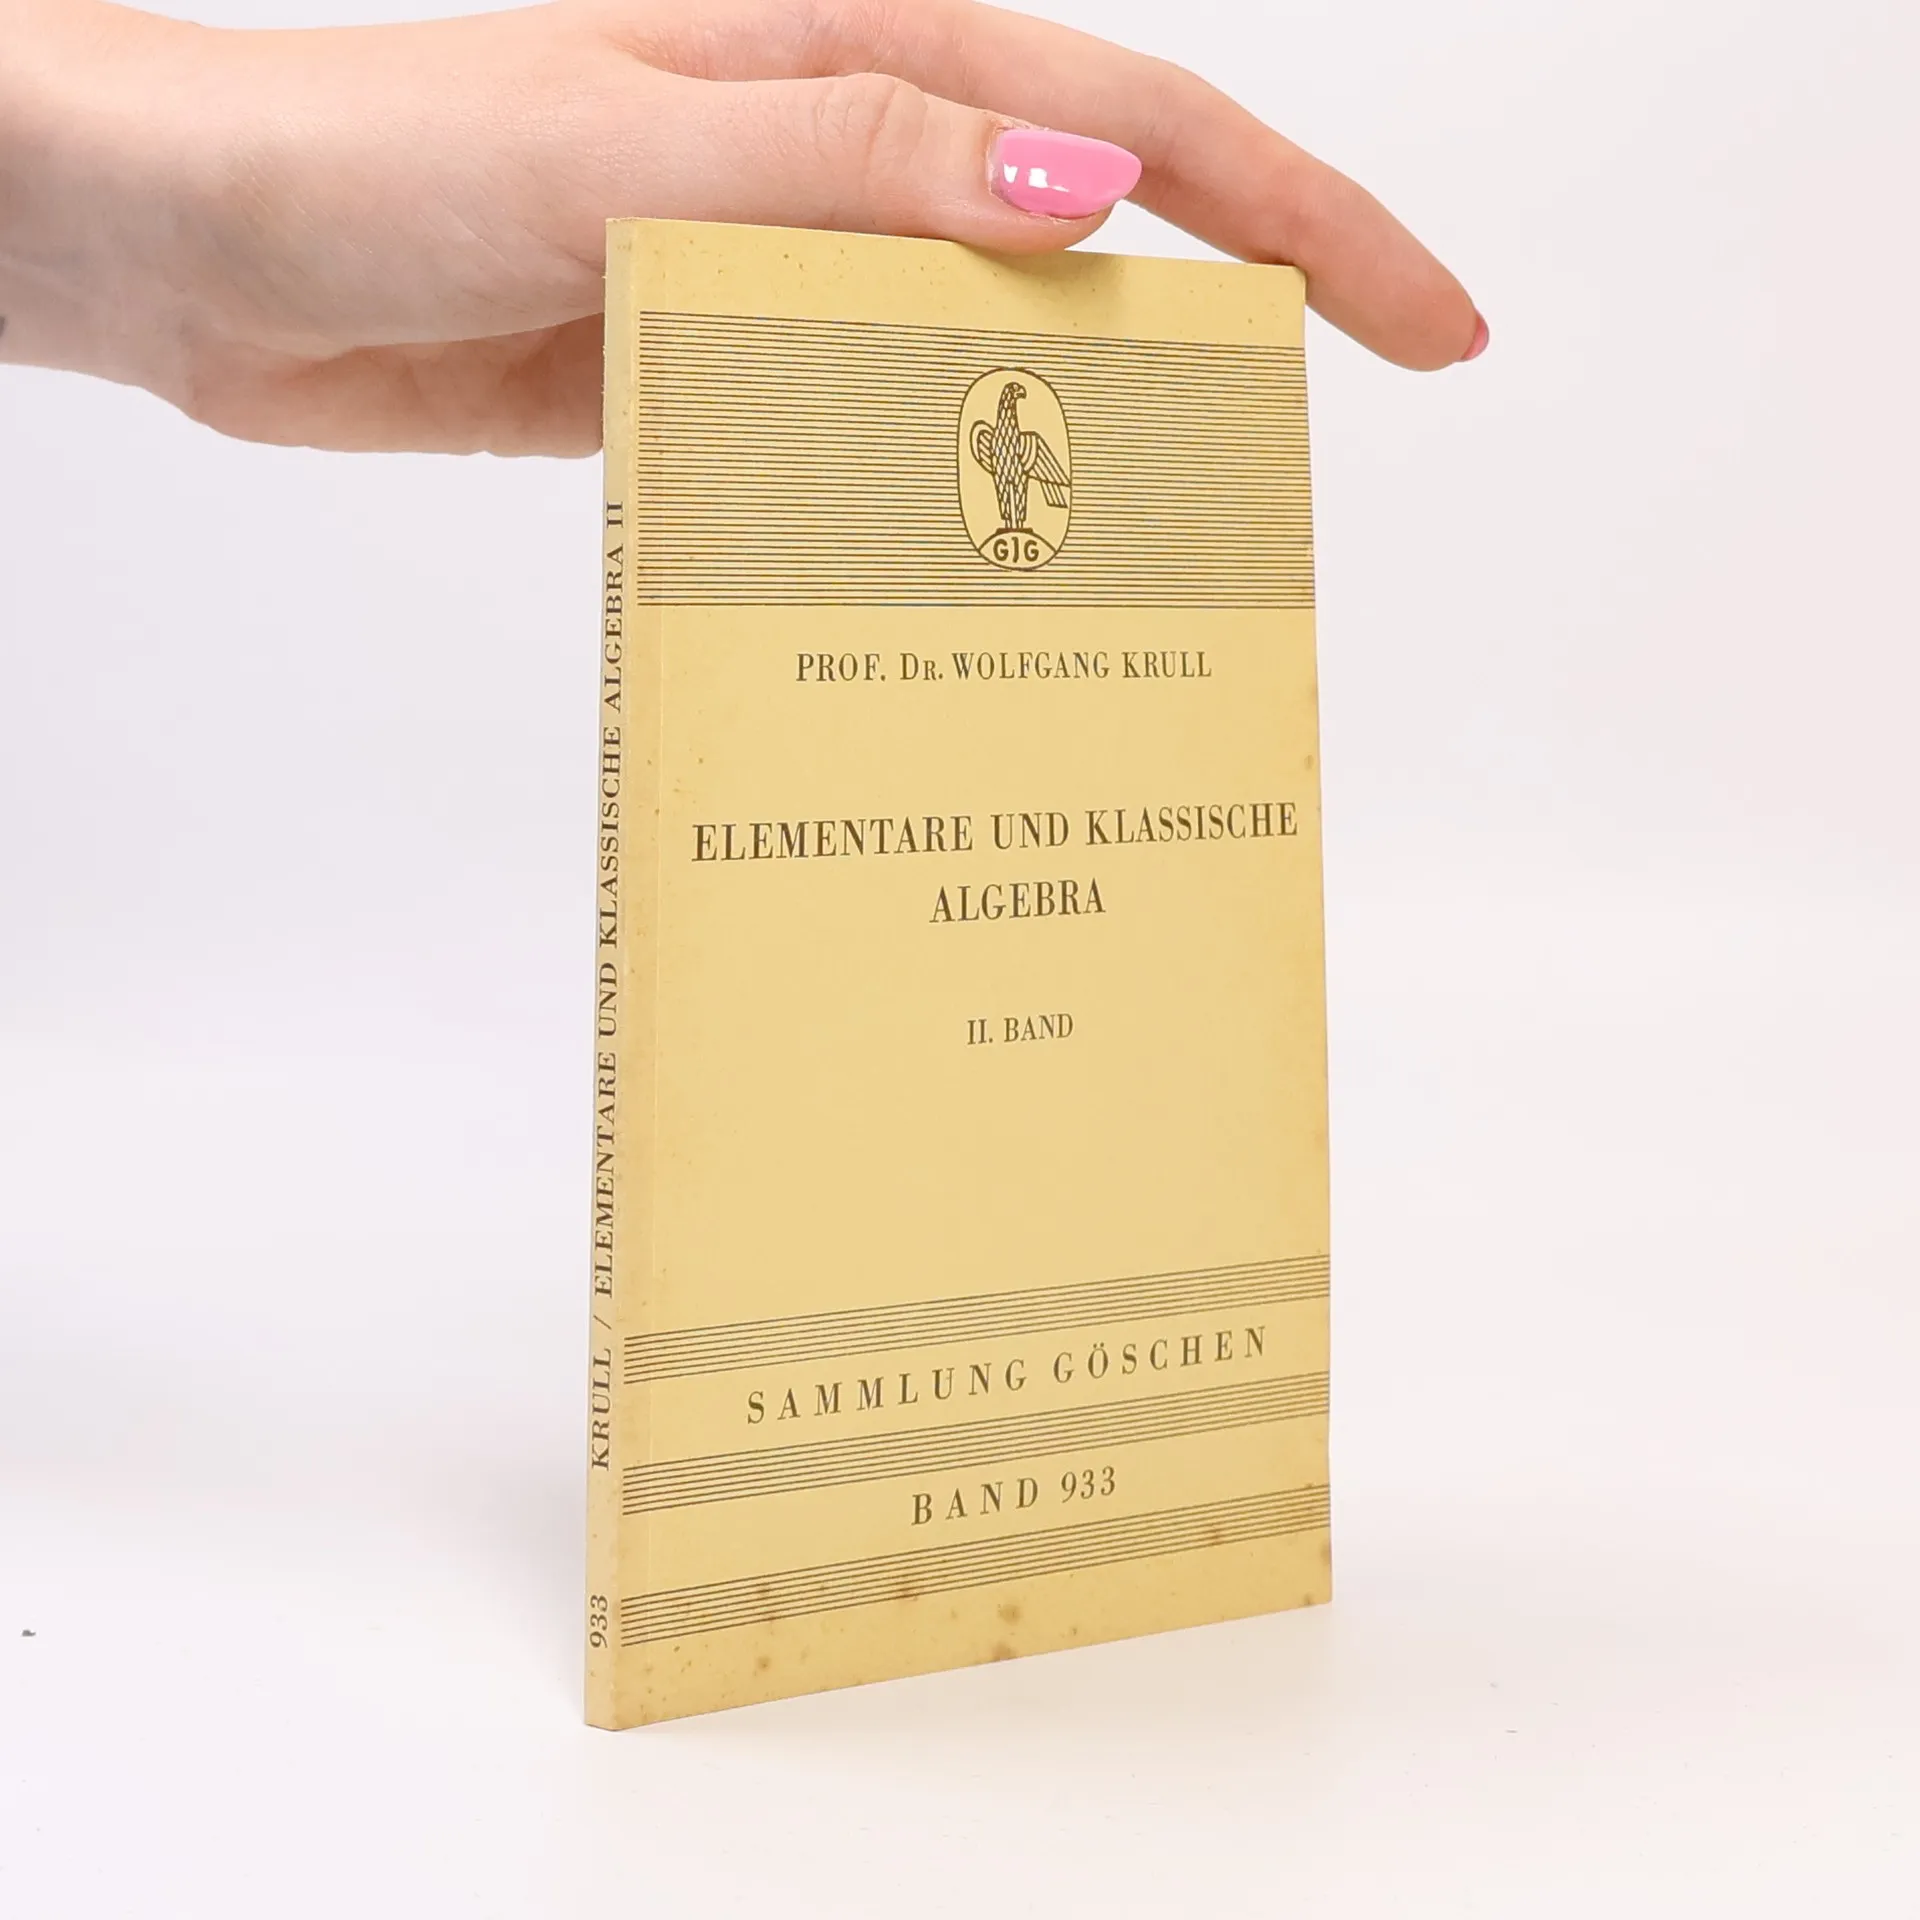 GJG
PROF. DR. WOLFGANG KRULL
ELEMENTARE UND KLASSISCHE
ALGEBRA
II. BAND
SAMMLUNG GÖSCHEN
BAND 933
933 KRULL / ELEMENTARE UND KLASSISCHE ALGEBRA II